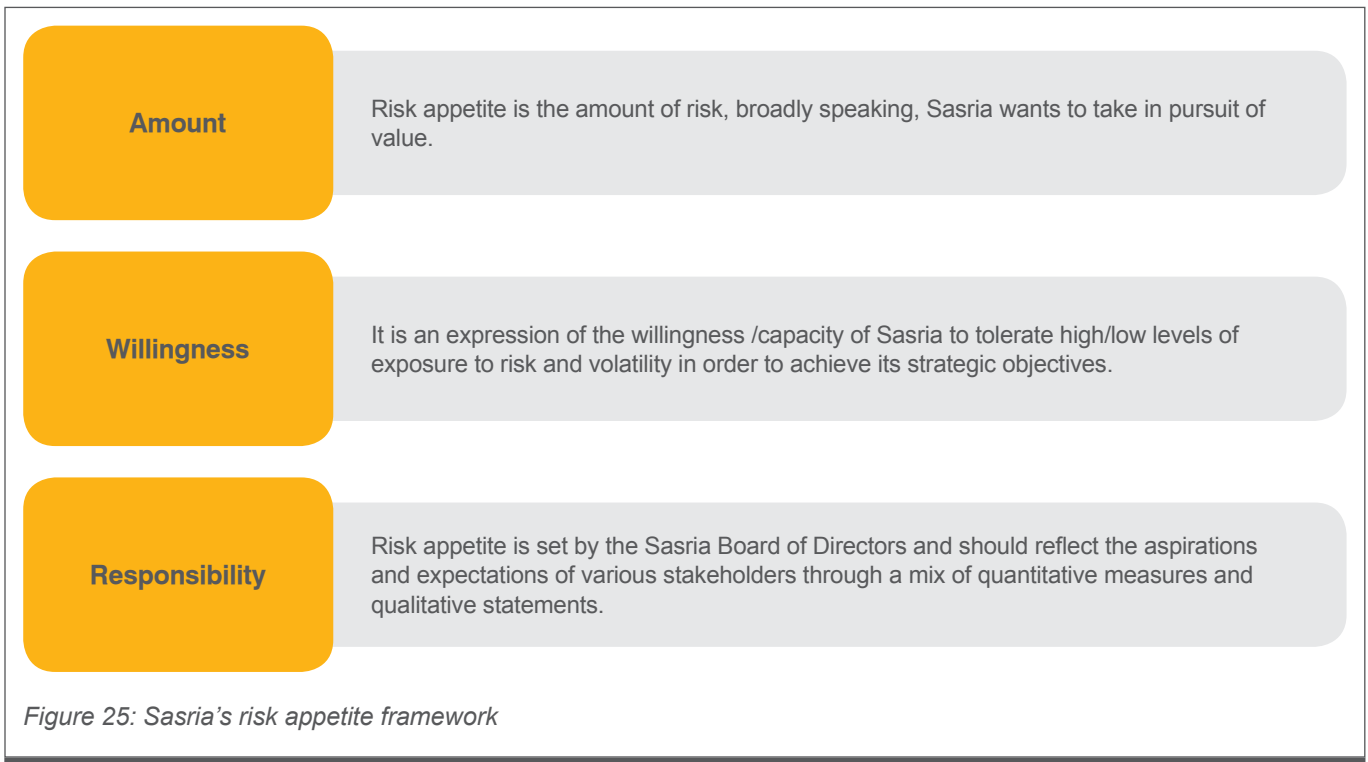 Amount
Risk appetite is the amount of risk, broadly speaking, Sasria wants to take in pursuit of
value.
Willingness
It is an expression of the willingness /capacity of Sasria to tolerate high/low levels of
exposure to risk and volatility in order to achieve its strategic objectives.
Responsibility
Risk appetite is set by the Sasria Board of Directors and should reflect the aspirations
and expectations of various stakeholders through a mix of quantitative measures and
qualitative statements.
Figure 25: Sasria’s risk appetite framework